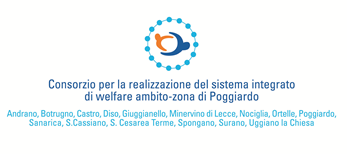 Consorzio per la realizzazione del sistema integrato
di welfare ambito-zona di Poggiardo
Andrano, Botrugno, Castro, Diso, Giuggianello, Minervino di Lecce, Nociglia, Ortelle, Poggiardo,
Sanarica, S.Cassiano, S. Cesarea Terme, Spongano, Surano, Uggiano la Chiesa